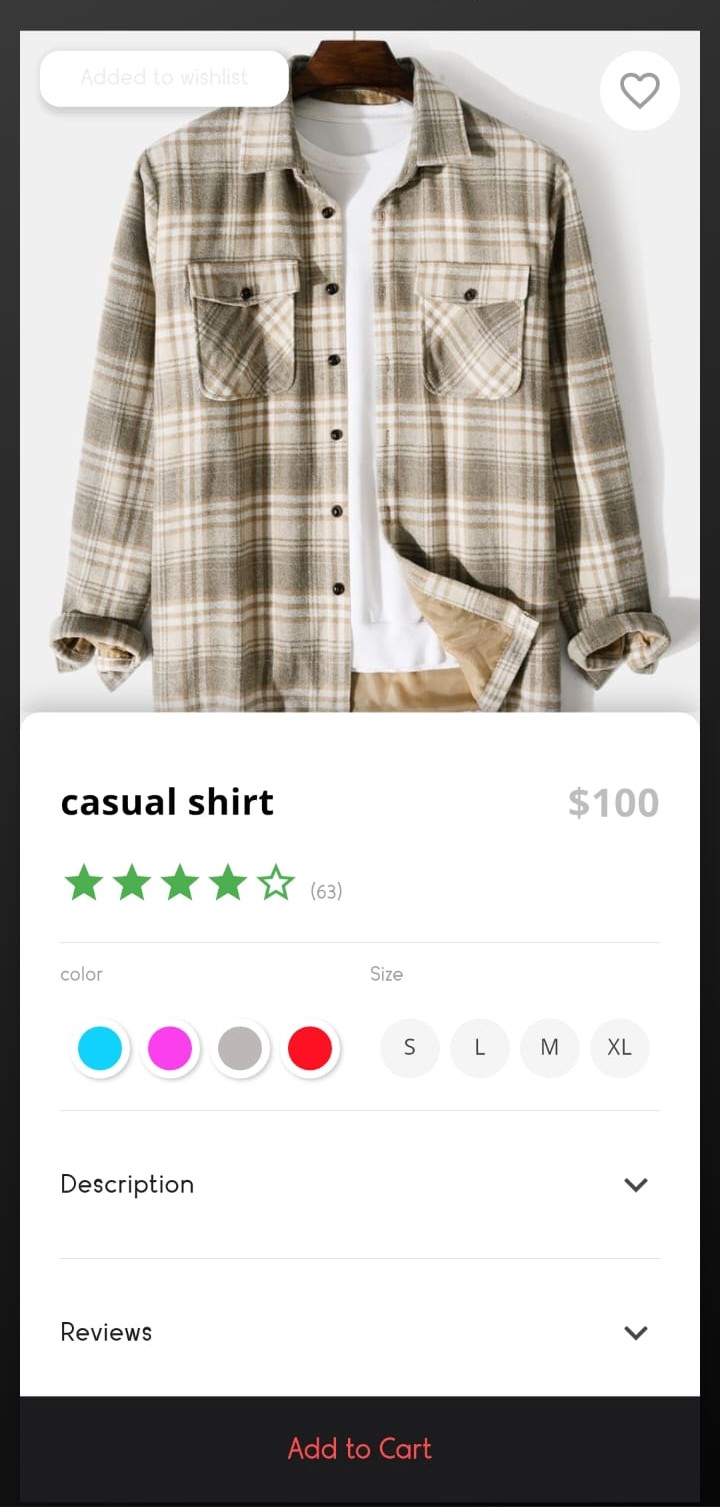 Added to wishlist
casual shirt
$100
(63)
color
Size
S
L
M
XL
Description
Reviews
Add to Cart